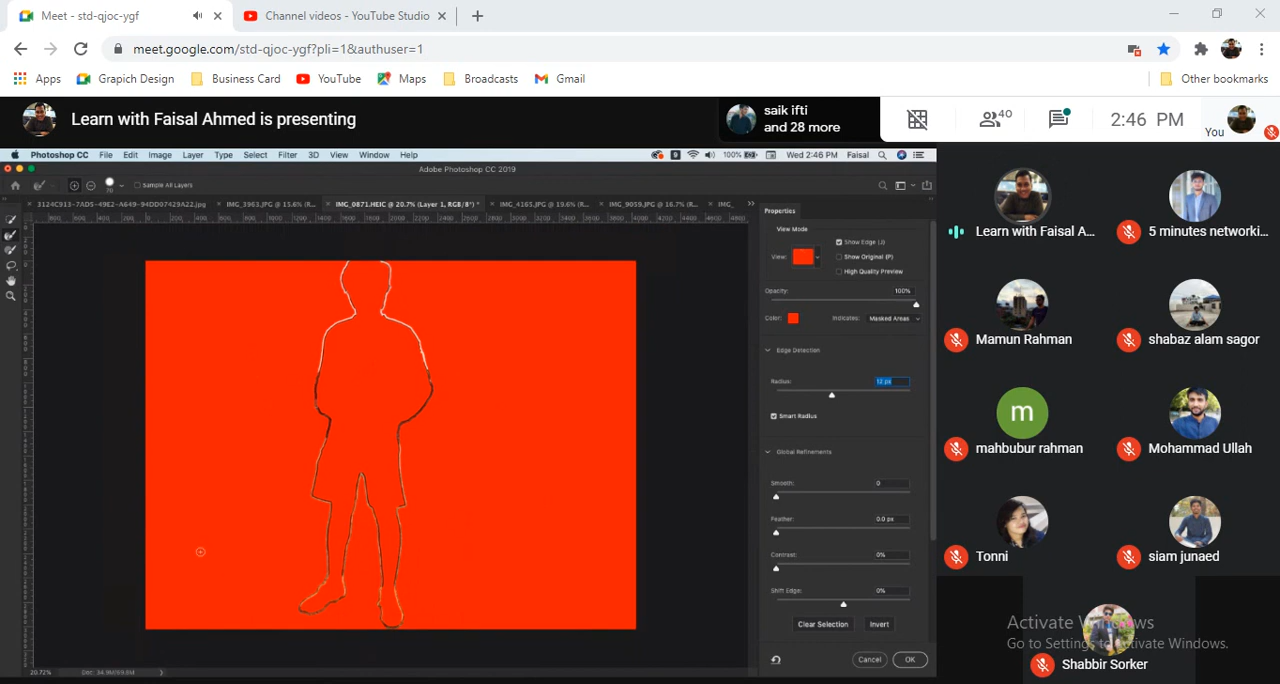 Meet - std-qjoc-ygf
Channel videos - YouTube Studio
meet.google.com/std-qjoc-ygf?pli=1&authuser=1
Apps
Grapich Design
Business Card
YouTube
Maps
Broadcasts
Gmail
Other bookmarks
Learn with Faisal Ahmed is presenting
saik ifti
and 28 more
40
2:46 PM
You
Photoshop CC File Edit Image Layer Type Select Filter 3D View Window Help
100%
Wed 2:46 PM Faisal
Adobe Photoshop CC 2019
Sample All Layers
3124C913-7AD5-49E2-A649-94DD07429A22.jpg
IMG_3963.JPG @ 15.6% (R...
IMG_0871.HEIC @ 20.7% (Layer 1, RGB/8*) *
IMG_4165.JPG @ 19.6% (R...
IMG_9059.JPG @ 16.7% (R...
IMG_
Properties
View Mode
View:
Show Edge (J)
Show Original (P)
High Quality Preview
Opacity: 100%
Color:
Indicates: Masked Areas
Edge Detection
Radius: 12 px
Smart Radius
Global Refinements
Smooth: 0
Feather: 0.0 px
Contrast: 0%
Shift Edge: 0%
Clear Selection
Invert
Cancel
OK
20.72%
Learn with Faisal A...
5 minutes networki...
Mamun Rahman
shabaz alam sagor
m
mahbubur rahman
Mohammad Ullah
Tonni
siam junaed
Shabbir Sorker
Activate Windows
Go to Settings to Activate Windows.